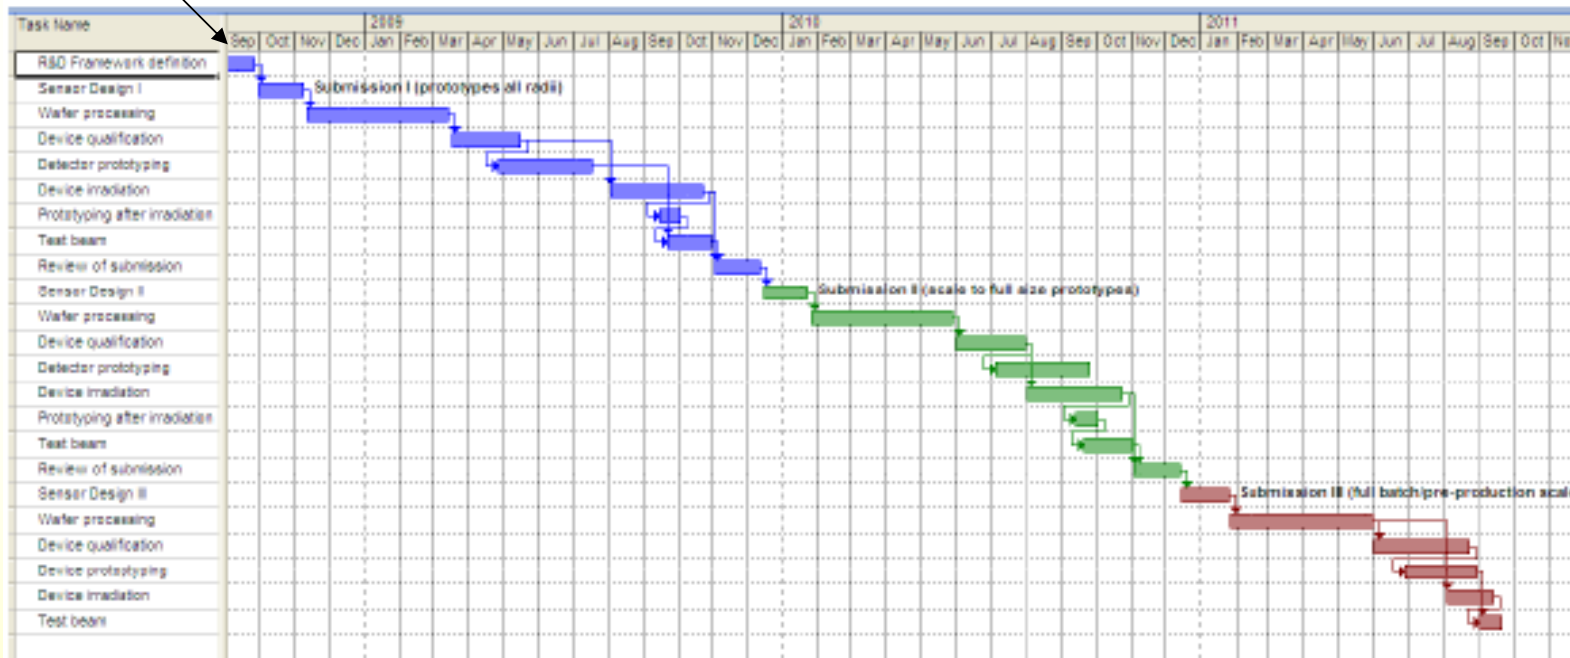 Task Name
2009 2010 2011
Sep Oct Nov Dec Jan Feb Mar Apr May Jun Jul Aug Sep Oct Nov Dec Jan Feb Mar Apr May Jun Jul Aug Sep Oct Nov Dec Jan Feb Mar Apr May Jun Jul Aug Sep Oct No
R&D Framework definition
Sensor Design I Submission I (prototypes all radii)
Wafer processing
Device qualification
Detector prototyping
Device irradiation
Prototyping after irradiation
Test beam
Review of submission
Sensor Design II Submission II (scale to full size prototypes)
Wafer processing
Device qualification
Detector prototyping
Device irradiation
Prototyping after irradiation
Test beam
Review of submission
Sensor Design III Submission III (full batch/pre-production scal
Wafer processing
Device qualification
Device prototyping
Device irradiation
Test beam